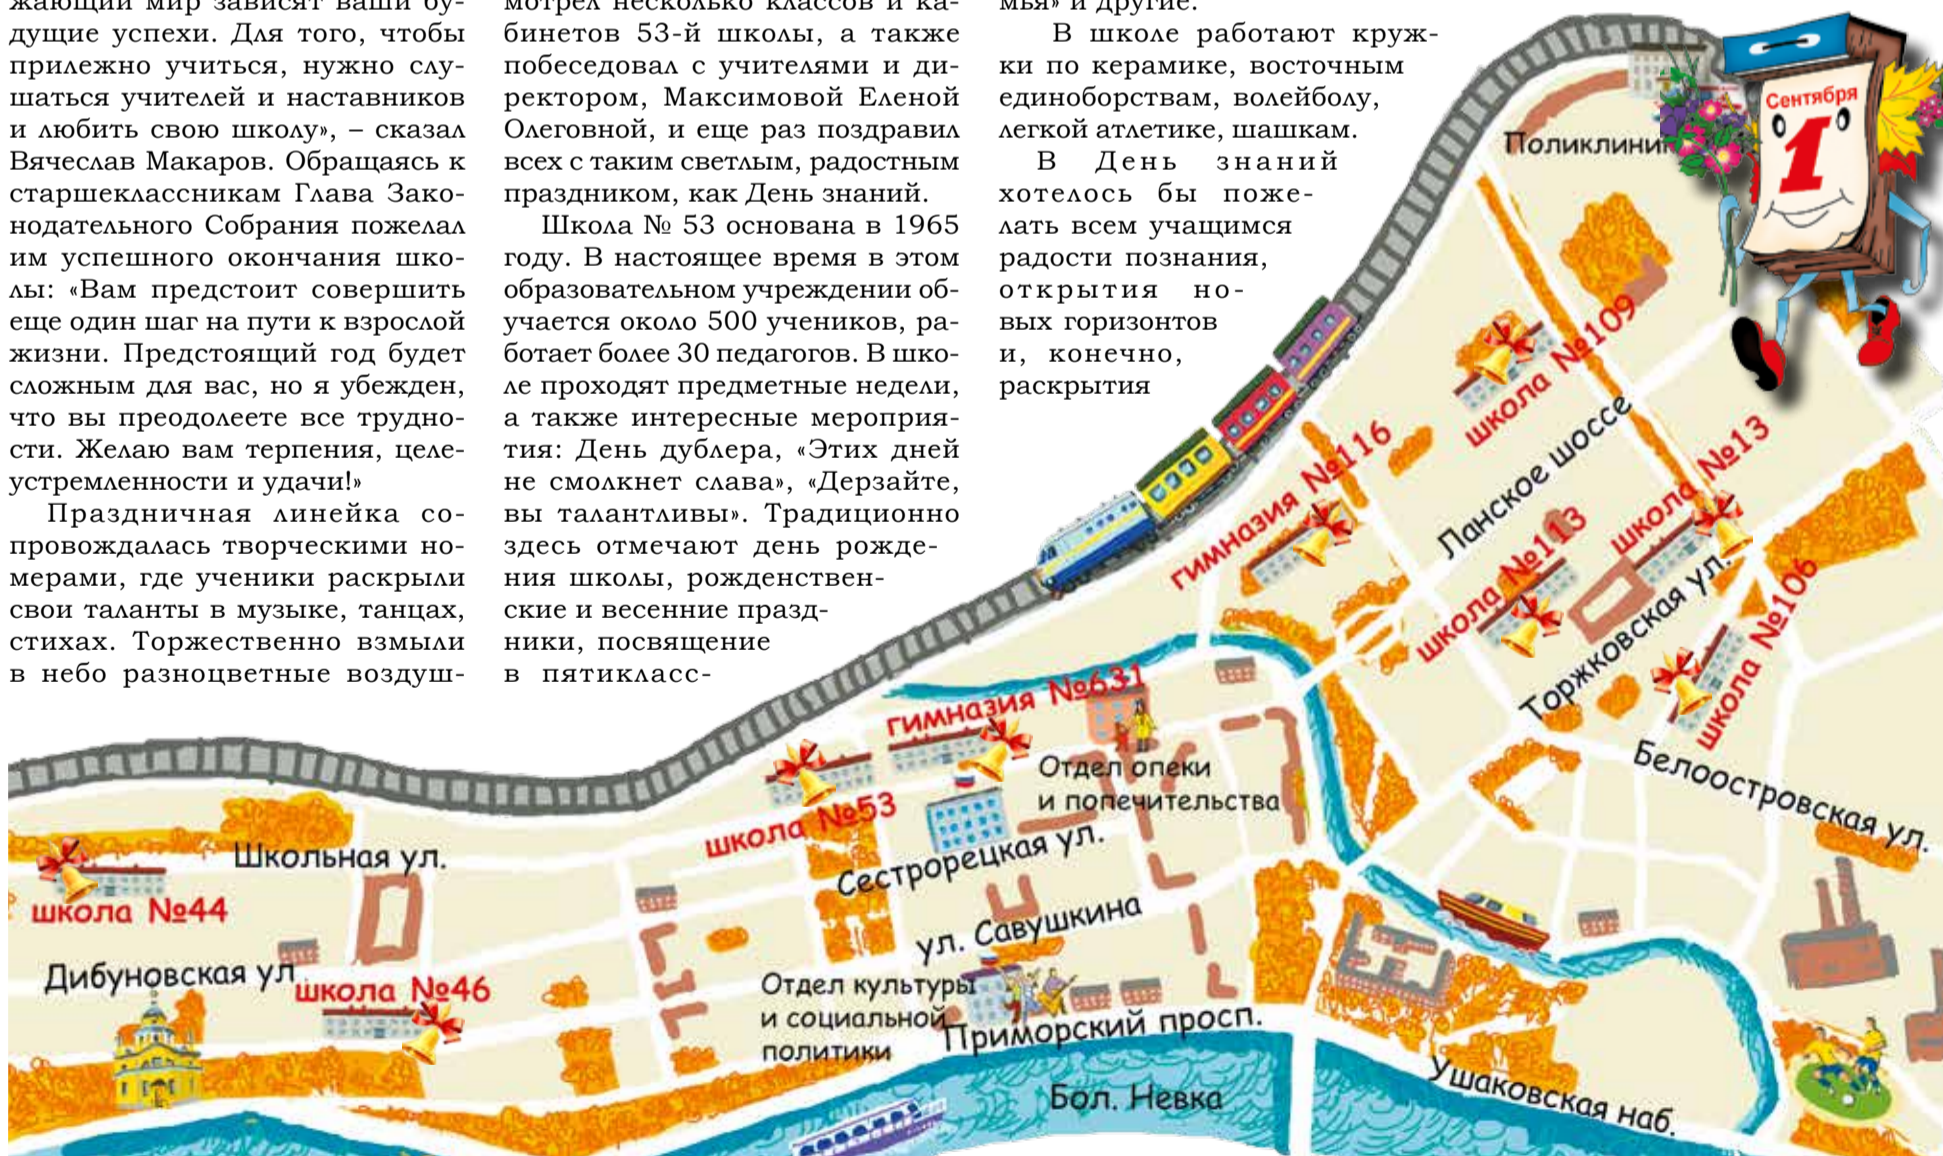 жающий мир зависят ваши бу-
дущие успехи. Для того, чтобы
прилежно учиться, нужно слу-
шаться учителей и наставников
и любить свою школу», – сказал
Вячеслав Макаров. Обращаясь к
старшеклассникам Глава Зако-
нодательного Собрания пожелал
им успешного окончания шко-
лы: «Вам предстоит совершить
еще один шаг на пути к взрослой
жизни. Предстоящий год будет
сложным для вас, но я убежден,
что вы преодолеете все трудно-
сти. Желаю вам терпения, целе-
устремленности и удачи!»
Праздничная линейка со-
провождалась творческими но-
мерами, где ученики раскрыли
свои таланты в музыке, танцах,
стихах. Торжественно взмыли
в небо разноцветные воздуш-
мотрел несколько классов и ка-
бинетов 53-й школы, а также
побеседовал с учителями и ди-
ректором, Максимовой Еленой
Олеговной, и еще раз поздравил
всех с таким светлым, радостным
праздником, как День знаний.
Школа № 53 основана в 1965
году. В настоящее время в этом
образовательном учреждении об-
учается около 500 учеников, ра-
ботает более 30 педагогов. В шко-
ле проходят предметные недели,
а также интересные мероприя-
тия: День дублера, «Этих дней
не смолкнет слава», «Дерзайте,
вы талантливы». Традиционно
здесь отмечают день рожде-
ния школы, рождествен-
ские и весенние празд-
ники, посвящение
в пятикласс-
мья» и другие.
В школе работают круж-
ки по керамике, восточным
единоборствам, волейболу,
легкой атлетике, шашкам.
В День знаний
хотелось бы поже-
лать всем учащимся
радости познания,
открытия но-
вых горизонтов
и, конечно,
раскрытия
Сентября
1
Поликлини
школа №109
Ланское шоссе
гимназия №116
школа №13
школа №113
Торжковская ул.
школа №106
Белоостровская ул.
гимназия №631
Отдел опеки
и попечительства
школа №53
Сестрорецкая ул.
Школьная ул.
школа №44
ул. Савушкина
Дибуновская ул
школа №46
Отдел культуры
и социальной
политики
Приморский просп.
Бол. Невка
Ушаковская наб.